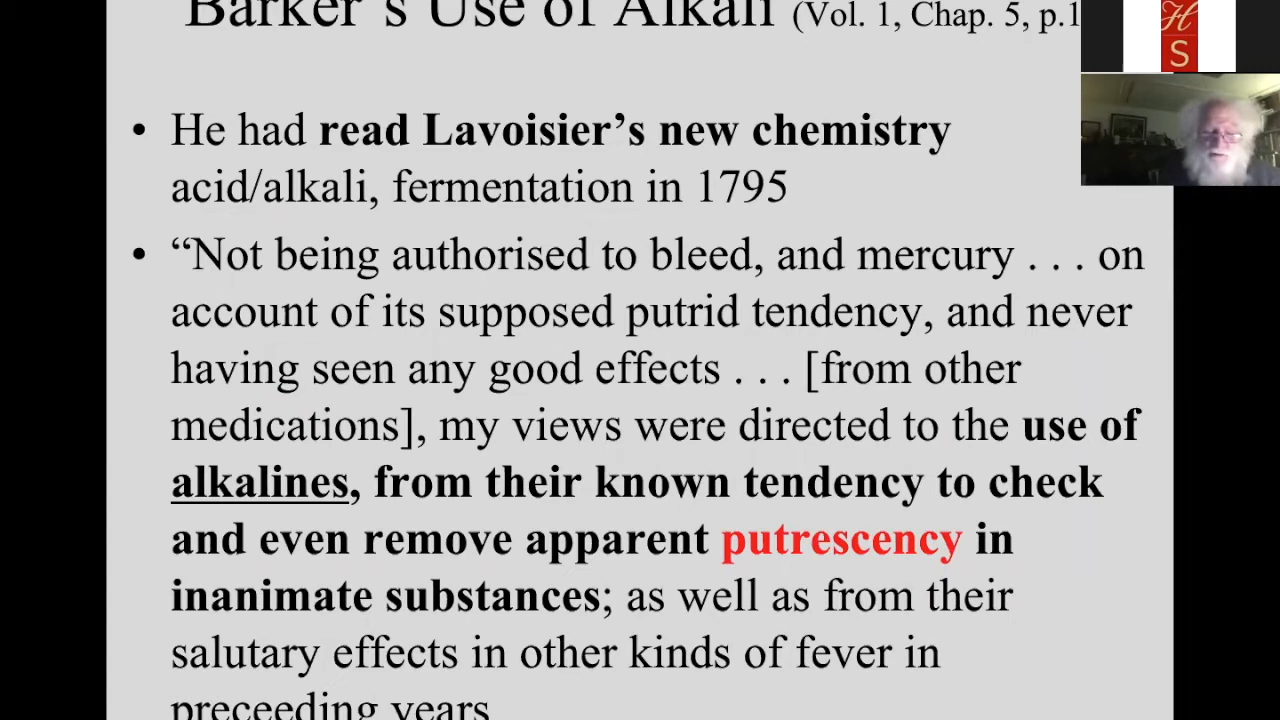 Barker's Use of Alkali (Vol. 1, Chap. 5, p.1
H
S
• He had read Lavoisier's new chemistry
acid/alkali, fermentation in 1795
• “Not being authorised to bleed, and mercury . . . on
account of its supposed putrid tendency, and never
having seen any good effects . . . [from other
medications], my views were directed to the use of
alkalines, from their known tendency to check
and even remove apparent putrescency in
inanimate substances; as well as from their
salutary effects in other kinds of fever in
preceeding years